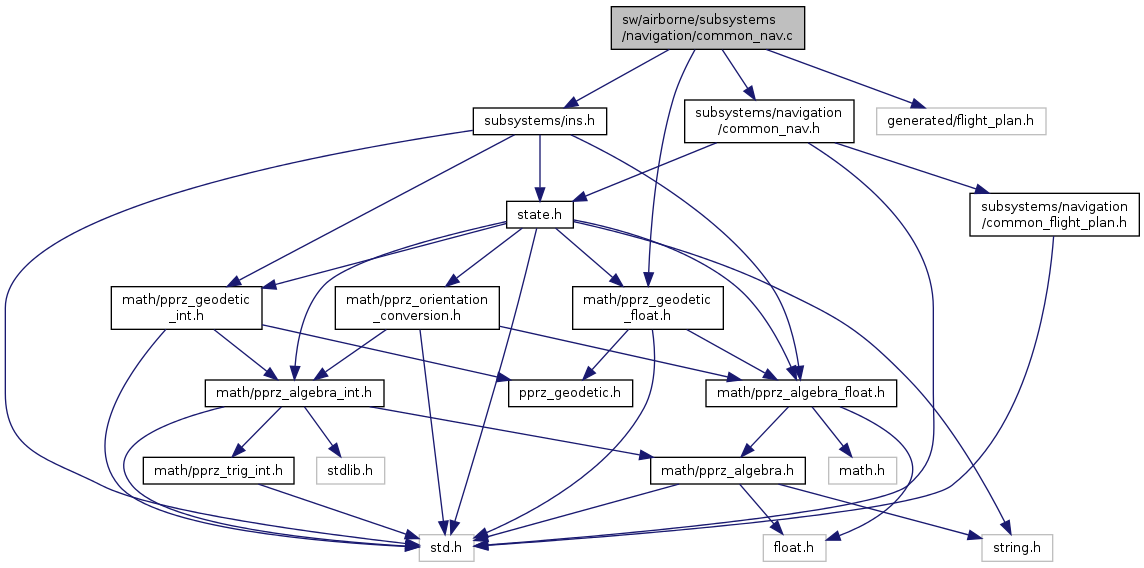 sw/airborne/subsystems
/navigation/common_nav.c
subsystems/ins.h
subsystems/navigation
/common_nav.h
generated/flight_plan.h
state.h
subsystems/navigation
/common_flight_plan.h
math/pprz_geodetic
_int.h
math/pprz_orientation
_conversion.h
math/pprz_geodetic
_float.h
math/pprz_algebra_int.h
pprz_geodetic.h
math/pprz_algebra_float.h
math/pprz_trig_int.h
stdlib.h
math/pprz_algebra.h
math.h
std.h
float.h
string.h